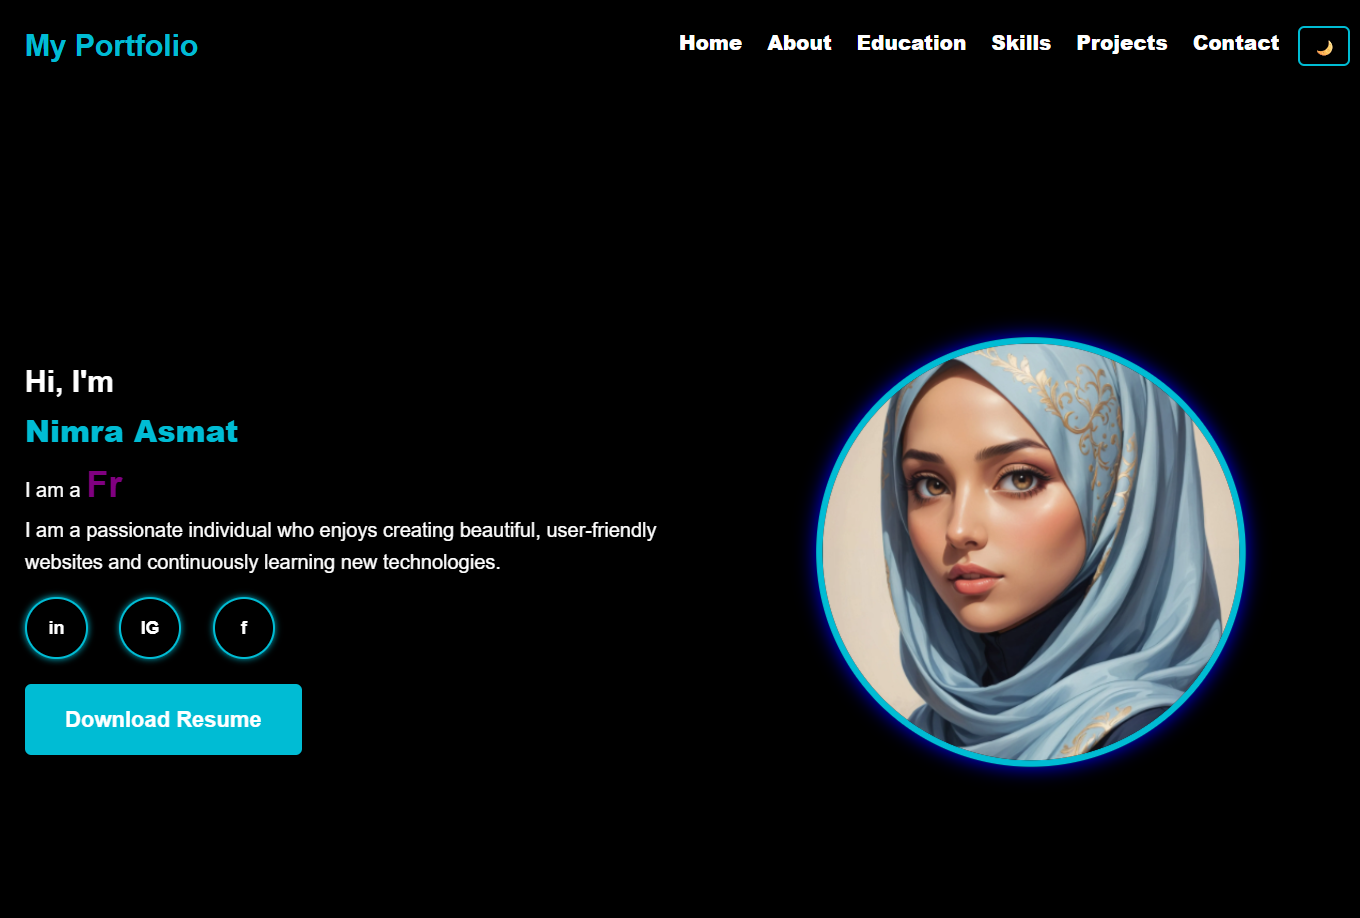 My Portfolio
Home About Education Skills Projects Contact
Hi, I'm
Nimra Asmat
I am a Fr
I am a passionate individual who enjoys creating beautiful, user-friendly
websites and continuously learning new technologies.
in IG f
Download Resume